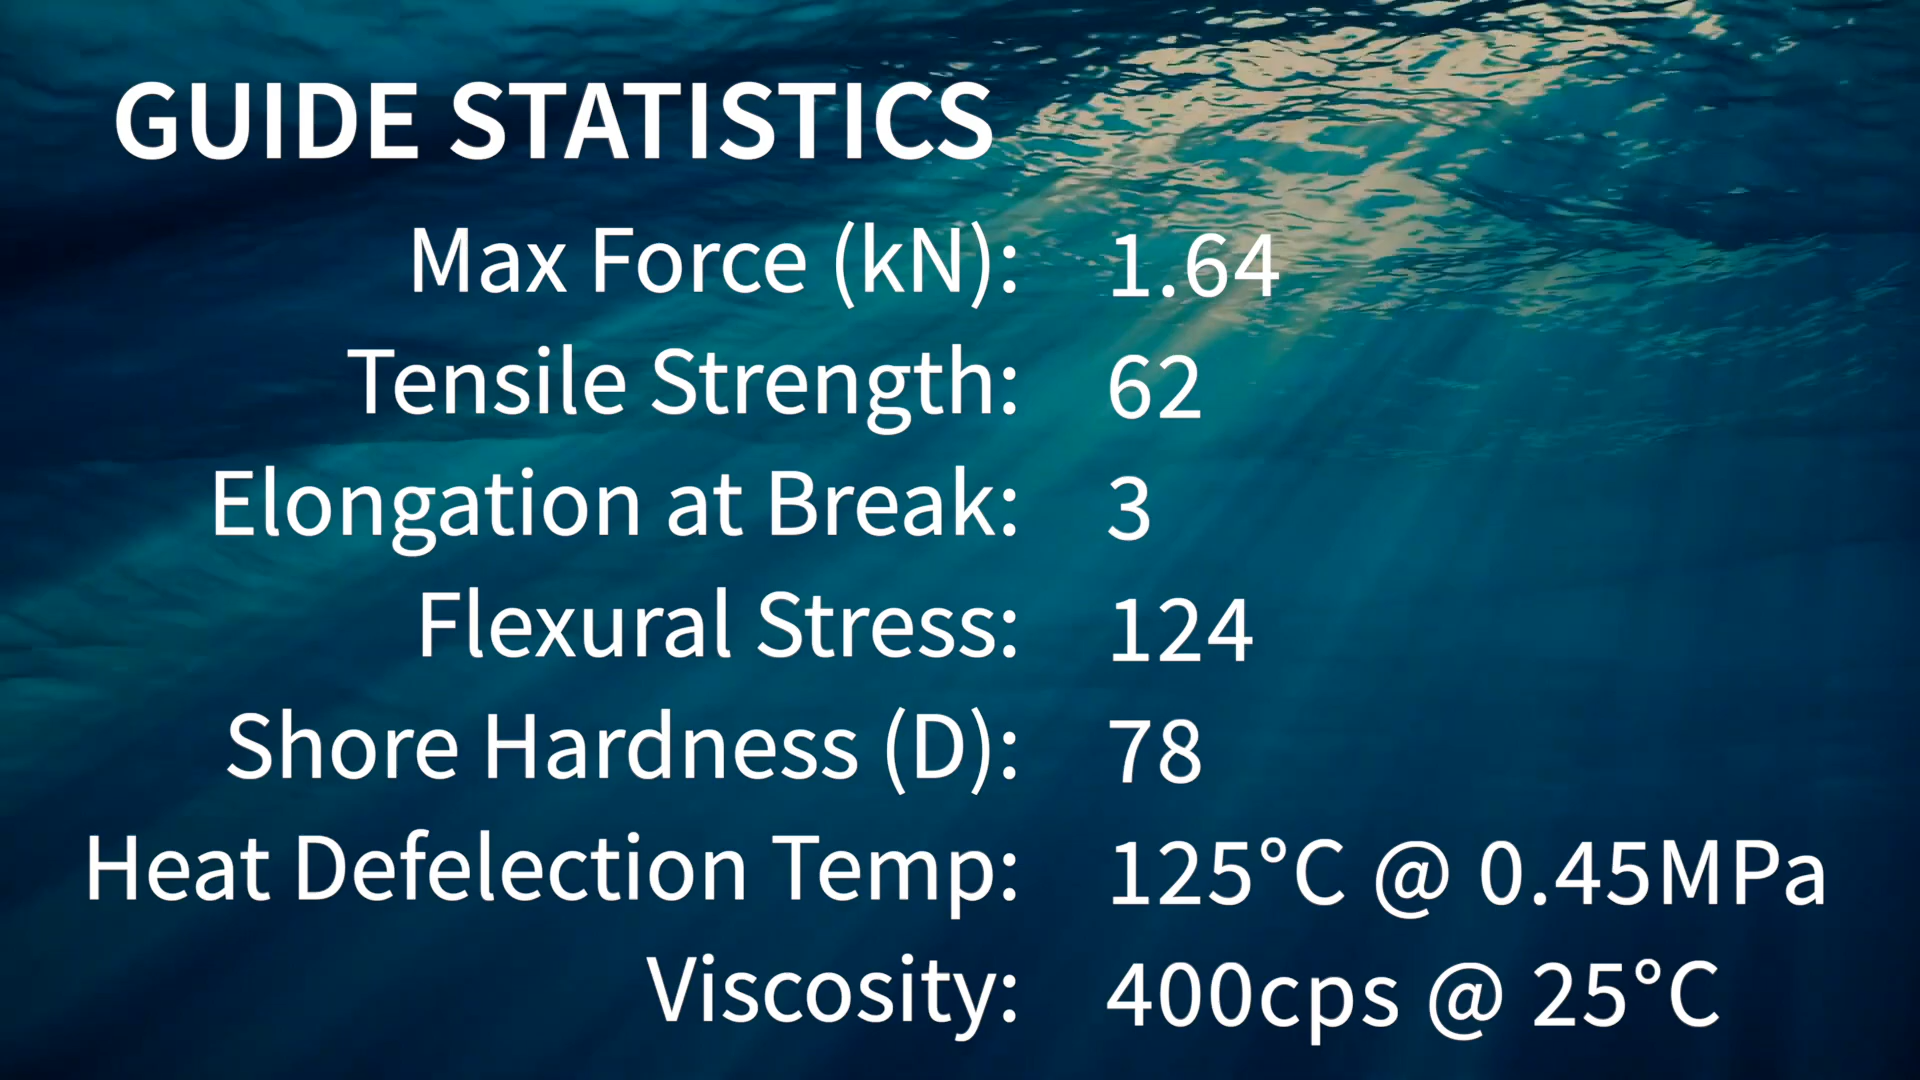 GUIDE STATISTICS
Max Force (kN): 1.64
Tensile Strength: 62
Elongation at Break: 3
Flexural Stress: 124
Shore Hardness (D): 78
Heat Defelection Temp: 125°C @ 0.45MPa
Viscosity: 400cps @ 25°C